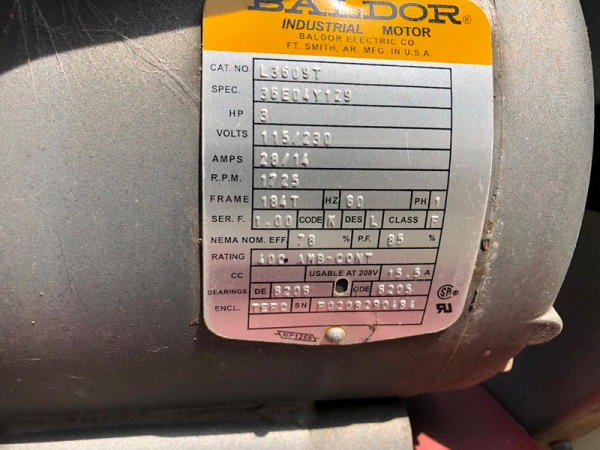 BALDOR®
INDUSTRIAL MOTOR
BALDOR ELECTRIC CO
FT. SMITH, AR. MFG. IN U.S.A.
CAT. NO. L3609T
SPEC. 36E04Y129
HP 3
VOLTS 115/230
AMPS 28/14
R.P.M. 1725
FRAME 184T HZ 60 PH 1
SER. F. 1.00 CODE K DES L CLASS F
NEMA NOM. EFF. 78 % P.F. 85 %
RATING 40C AMB-CONT
CC USABLE AT 208V 15.5 A
BEARINGS DE 6206 ODE 6205
ENCL. TEFC SN F0208290484
NP1256